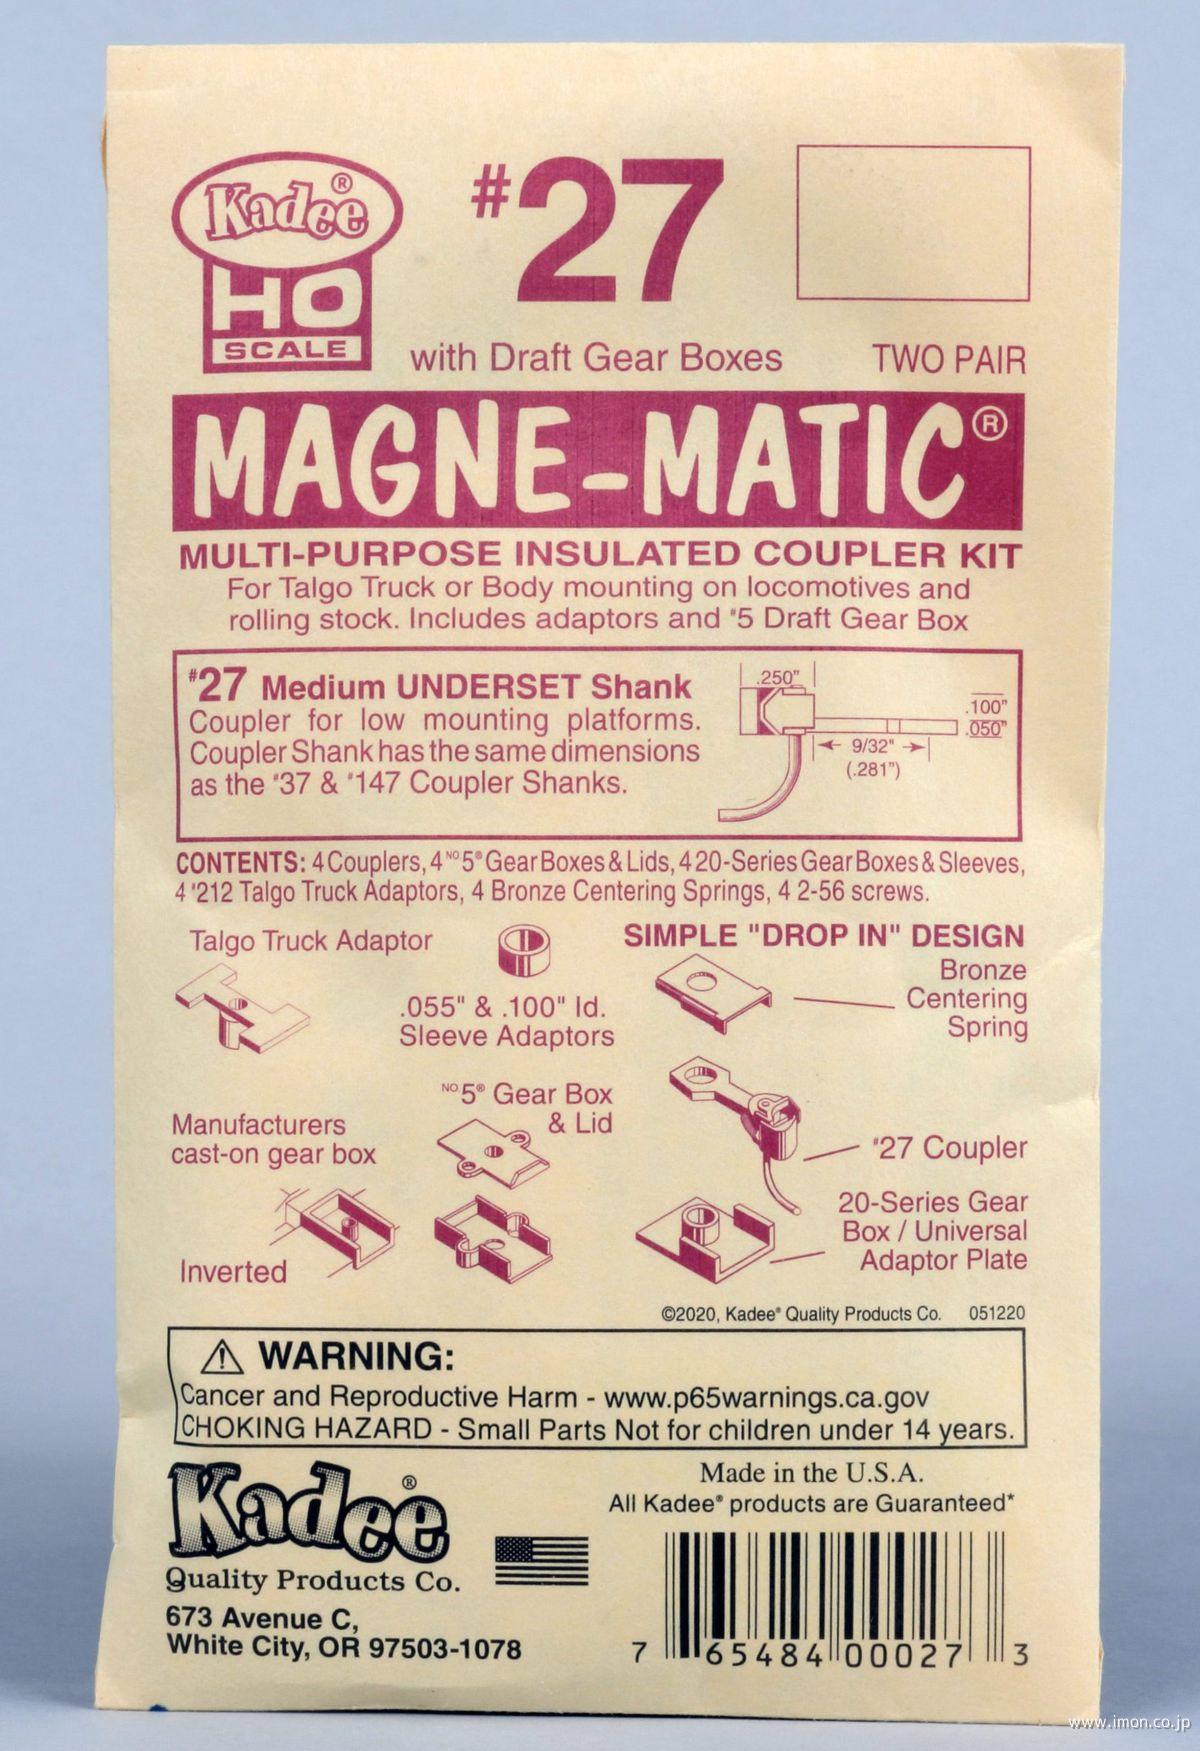 Kadee®
HO
SCALE
#27
with Draft Gear Boxes
TWO PAIR
MAGNE-MATIC®
MULTI-PURPOSE INSULATED COUPLER KIT
For Talgo Truck or Body mounting on locomotives and
rolling stock. Includes adaptors and #5 Draft Gear Box
#27 Medium UNDERSET Shank
Coupler for low mounting platforms.
Coupler Shank has the same dimensions
as the #37 & #147 Coupler Shanks.
.250"
.100"
.050"
9/32"
(.281")
CONTENTS: 4 Couplers, 4 NO.5® Gear Boxes & Lids, 4 20-Series Gear Boxes & Sleeves,
4 #212 Talgo Truck Adaptors, 4 Bronze Centering Springs, 4 2-56 screws.
Talgo Truck Adaptor
.055" & .100" Id.
Sleeve Adaptors
SIMPLE "DROP IN" DESIGN
Bronze
Centering
Spring
NO.5® Gear Box
& Lid
Manufacturers
cast-on gear box
Inverted
#27 Coupler
20-Series Gear
Box / Universal
Adaptor Plate
©2020, Kadee® Quality Products Co. 051220
⚠ WARNING:
Cancer and Reproductive Harm - www.p65warnings.ca.gov
CHOKING HAZARD - Small Parts Not for children under 14 years.
Kadee®
Quality Products Co.
673 Avenue C,
White City, OR 97503-1078
Made in the U.S.A.
All Kadee® products are Guaranteed*
7 65484 00027 3
www.imon.co.jp